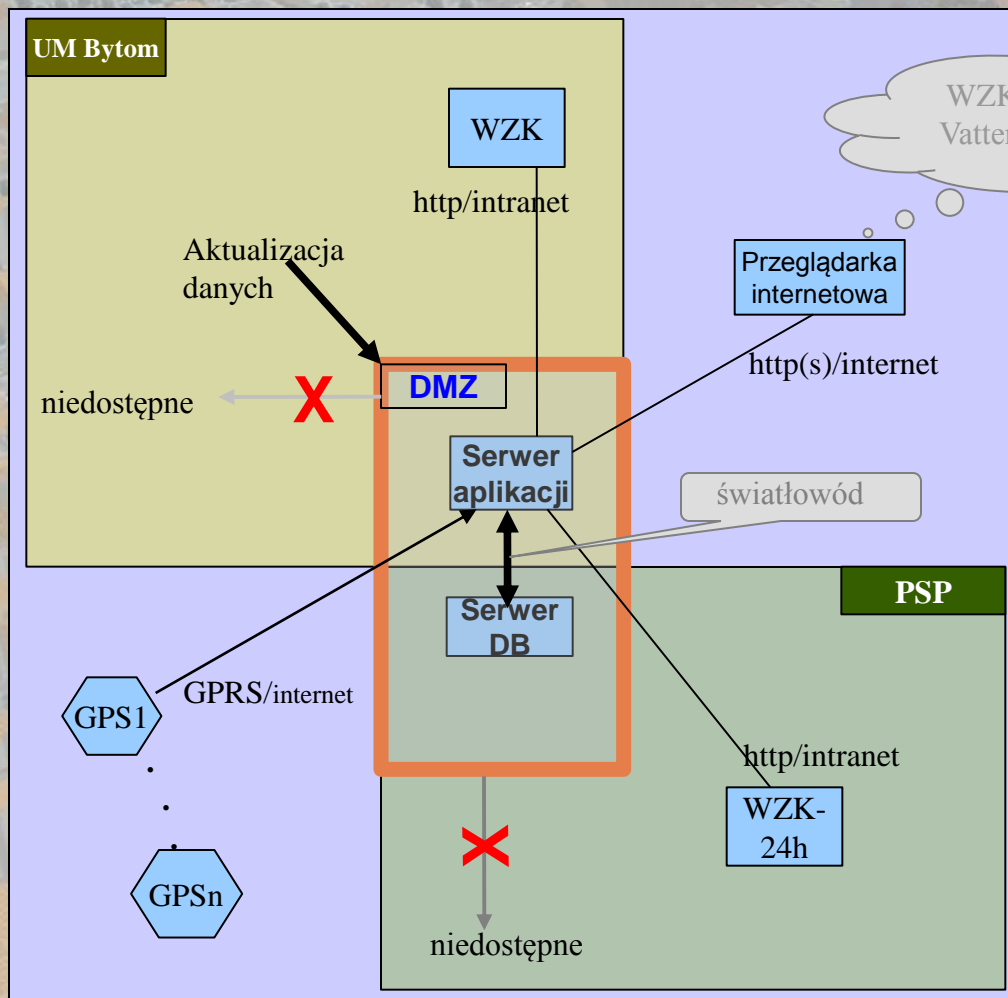 UM Bytom
WZK
WZK
http/intranet
Aktualizacja
danych
Przeglądarka
internetowa
http(s)/internet
DMZ
X
niedostępne
Serwer
aplikacji
światłowód
PSP
Serwer
DB
GPRS/internet
GPS1
http/intranet
WZK-
24h
X
GPSn
niedostępne